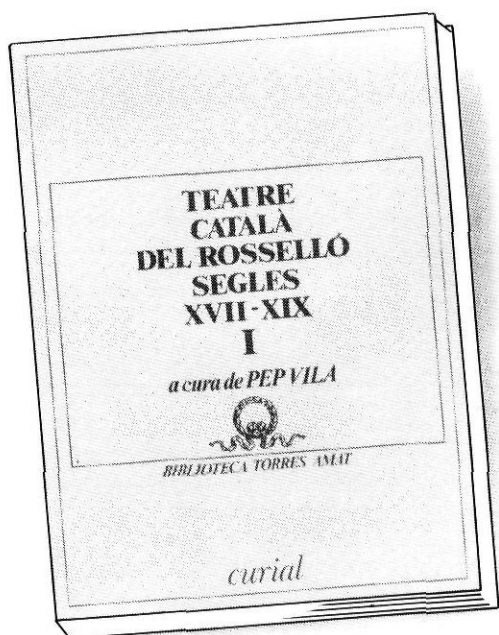 TEATRE
CATALÀ
DEL ROSSELLÓ
SEGLES
XVII-XIX
I
a cura de PEP VILA
BIBLIOTECA TORRES AMAT
curial